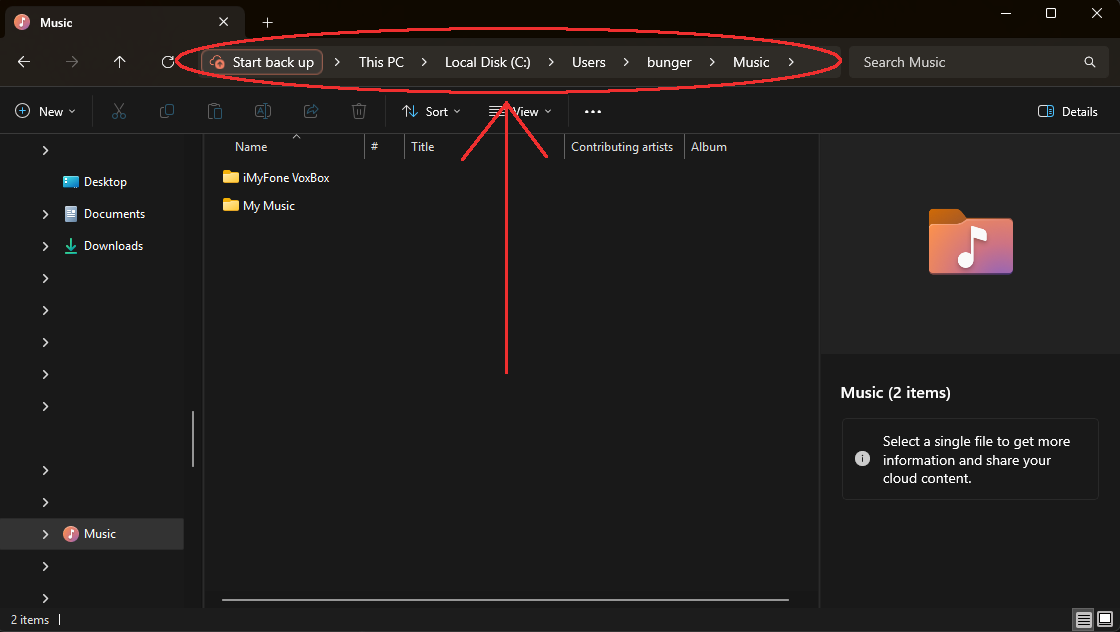 Music
Start back up > This PC > Local Disk (C:) > Users > bunger > Music >
Search Music
New
Sort
View
Details
Name
#
Title
Contributing artists
Album
Desktop
Documents
Downloads
Music
iMyFone VoxBox
My Music
Music (2 items)
Select a single file to get more
information and share your
cloud content.
2 items